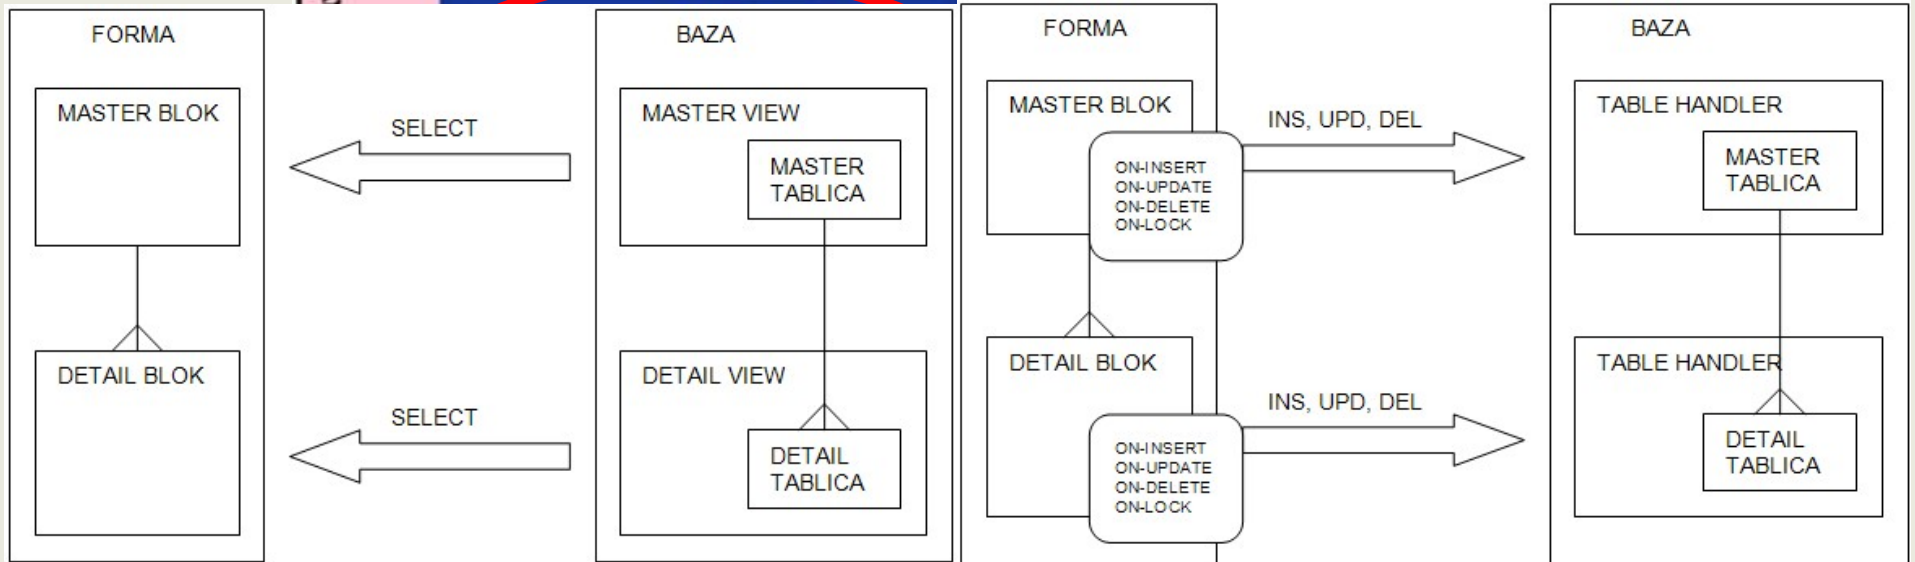 FORMA
MASTER BLOK
DETAIL BLOK
SELECT
SELECT
BAZA
MASTER VIEW
MASTER
TABLICA
DETAIL VIEW
DETAIL
TABLICA
FORMA
MASTER BLOK
ON-INSERT
ON-UPDATE
ON-DELETE
ON-LOCK
DETAIL BLOK
ON-INSERT
ON-UPDATE
ON-DELETE
ON-LOCK
INS, UPD, DEL
INS, UPD, DEL
BAZA
TABLE HANDLER
MASTER
TABLICA
TABLE HANDLER
DETAIL
TABLICA